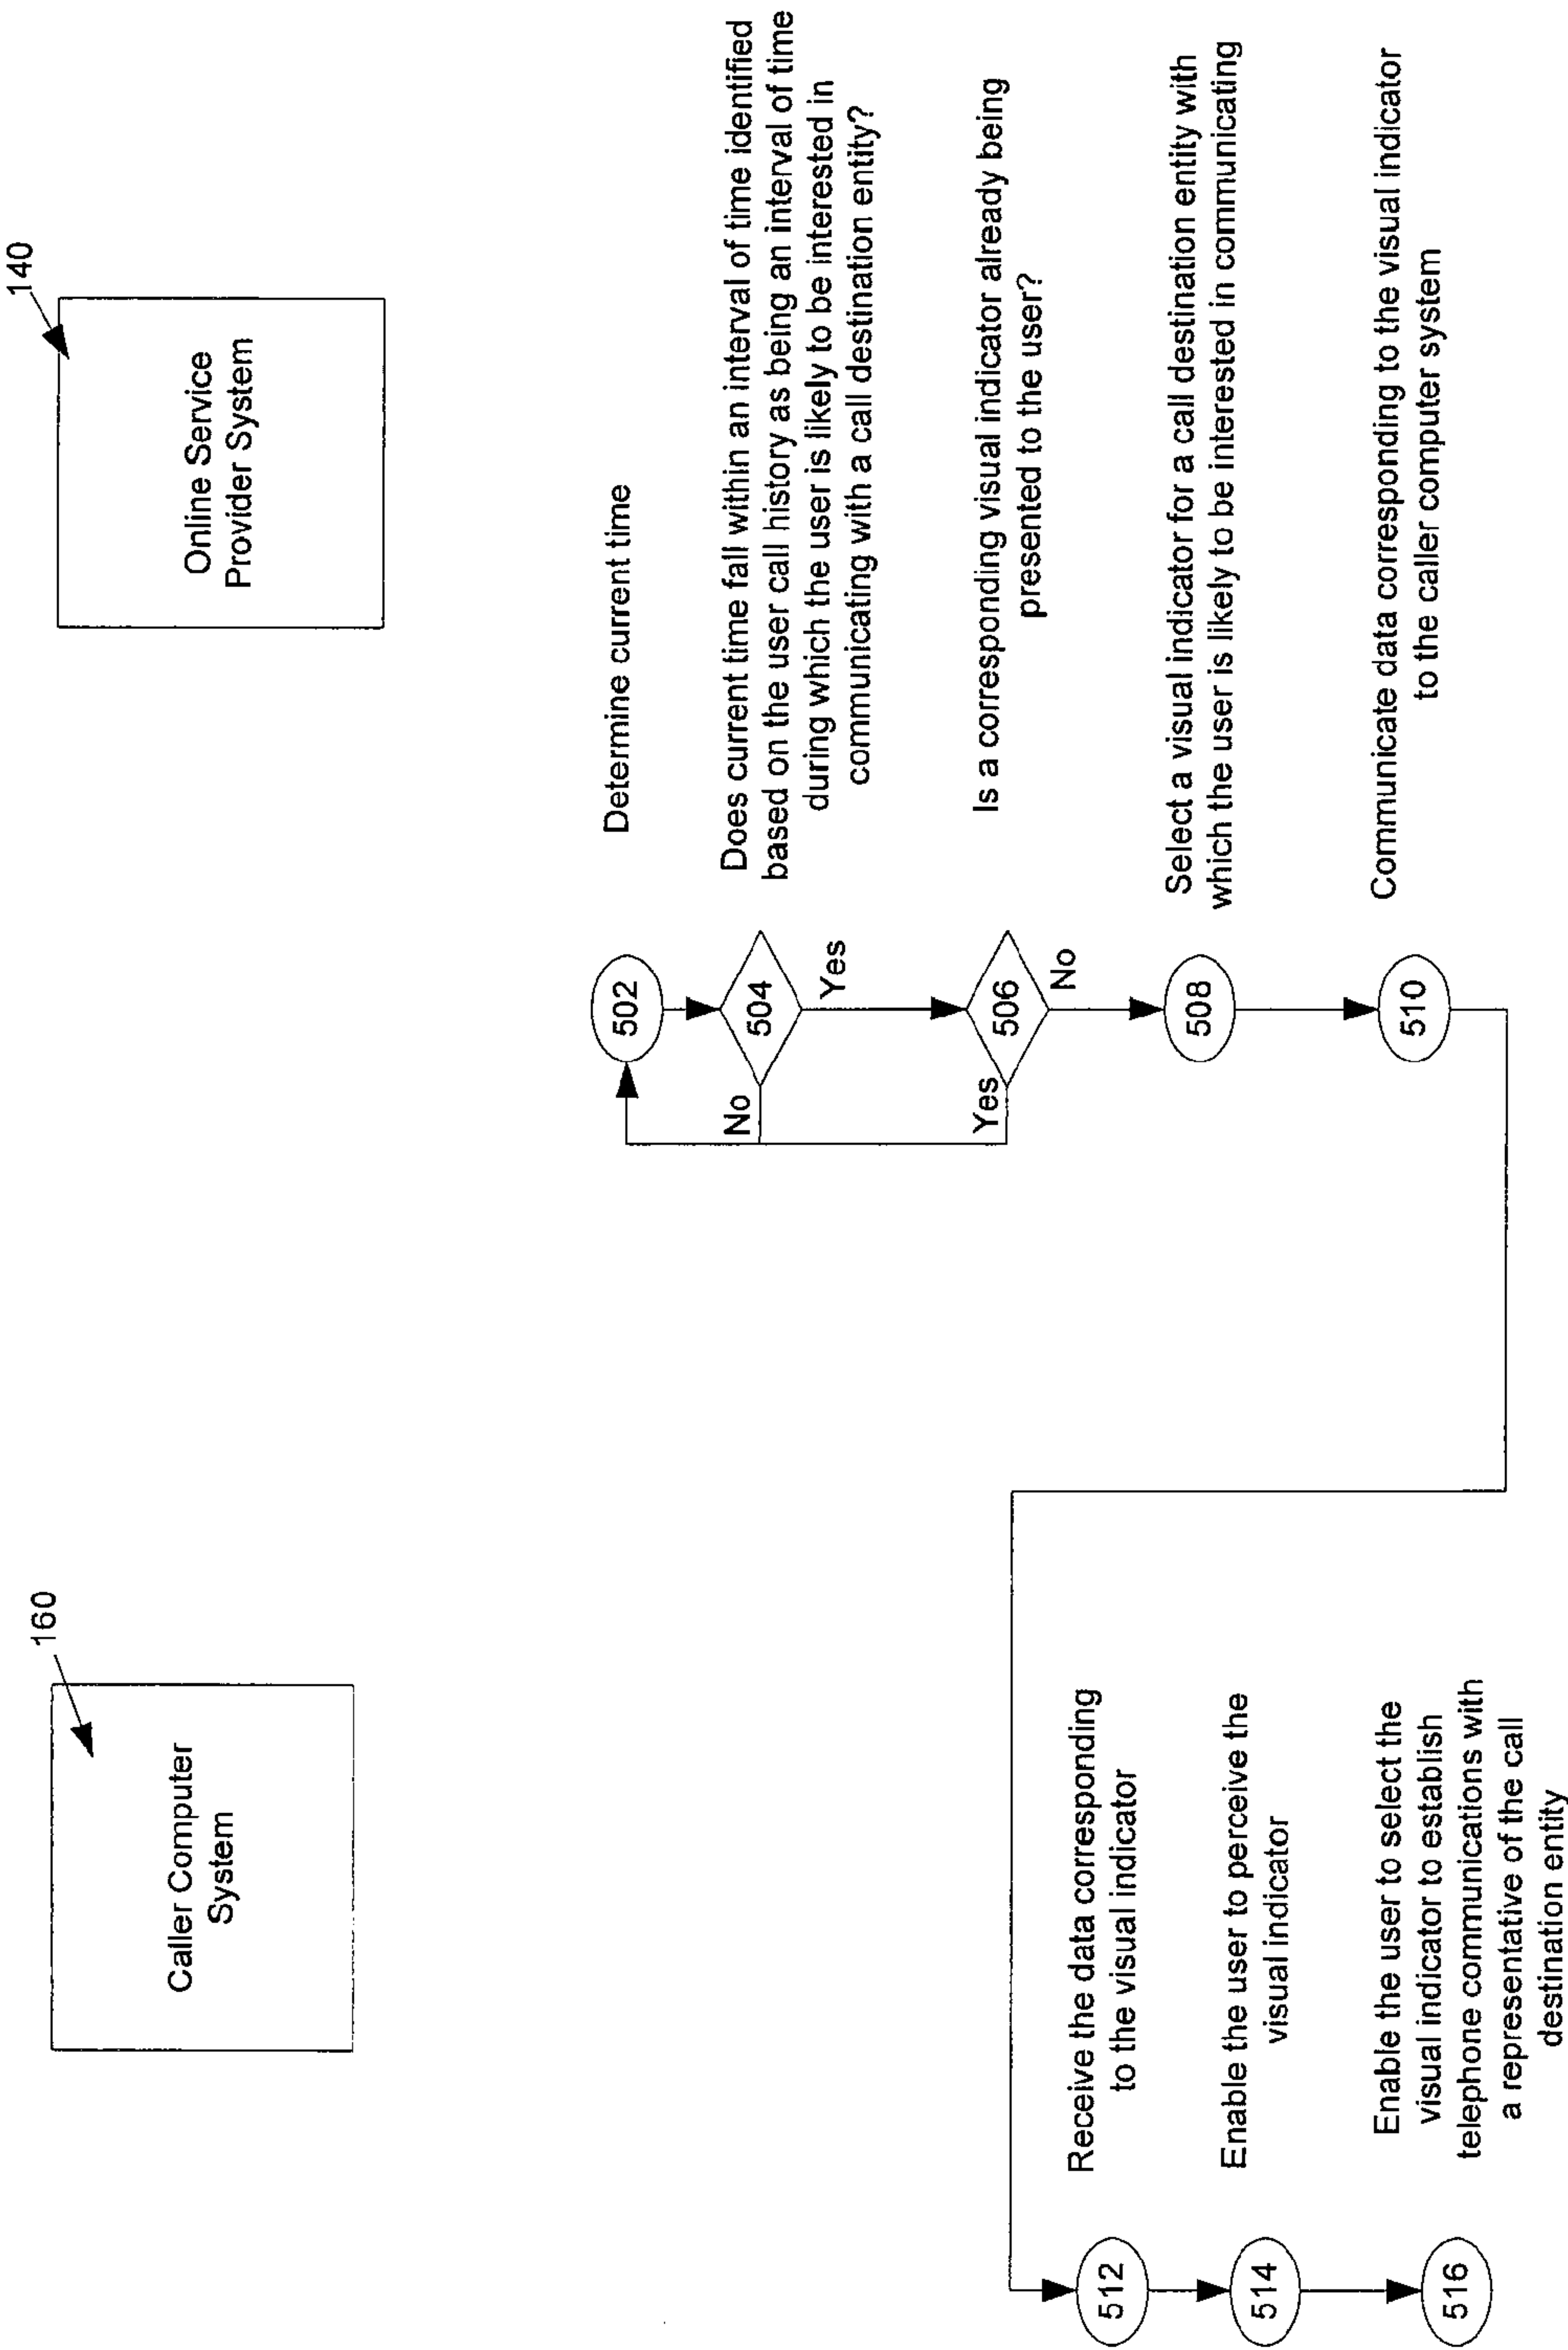 160
Caller Computer
System
140
Online Service
Provider System
502
Determine current time
504
Does current time fall within an interval of time identified
based on the user call history as being an interval of time
during which the user is likely to be interested in
communicating with a call destination entity?
No
Yes
506
Is a corresponding visual indicator already being
presented to the user?
Yes
No
508
Select a visual indicator for a call destination entity with
which the user is likely to be interested in communicating
510
Communicate data corresponding to the visual indicator
to the caller computer system
512
Receive the data corresponding
to the visual indicator
514
Enable the user to perceive the
visual indicator
516
Enable the user to select the
visual indicator to establish
telephone communications with
a representative of the call
destination entity